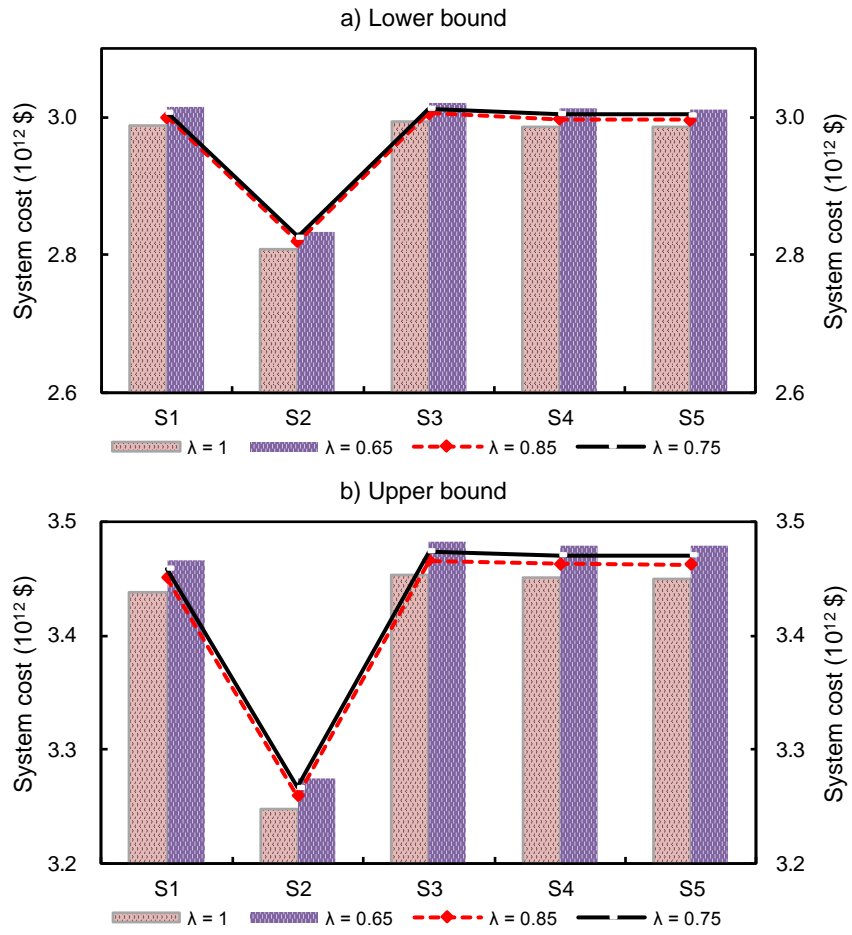 a) Lower bound
System cost (10¹² $)
3.0
2.8
2.6
3.0
2.8
2.6
System cost (10¹² $)
S1 S2 S3 S4 S5
λ = 1 λ = 0.65 λ = 0.85 λ = 0.75
b) Upper bound
System cost (10¹² $)
3.5
3.4
3.3
3.2
3.5
3.4
3.3
3.2
System cost (10¹² $)
S1 S2 S3 S4 S5
λ = 1 λ = 0.65 λ = 0.85 λ = 0.75